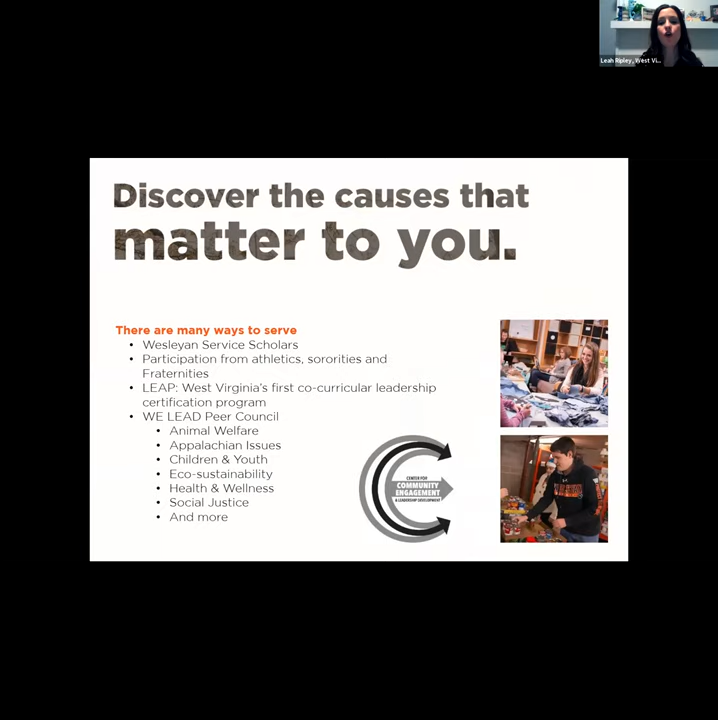 Leah Ripley, West Vi...
Discover the causes that
matter to you.
There are many ways to serve
• Wesleyan Service Scholars
• Participation from athletics, sororities and
Fraternities
• LEAP: West Virginia's first co-curricular leadership
certification program
• WE LEAD Peer Council
• Animal Welfare
• Appalachian Issues
• Children & Youth
• Eco-sustainability
• Health & Wellness
• Social Justice
• And more
CENTER FOR
COMMUNITY
ENGAGEMENT
& LEADERSHIP DEVELOPMENT